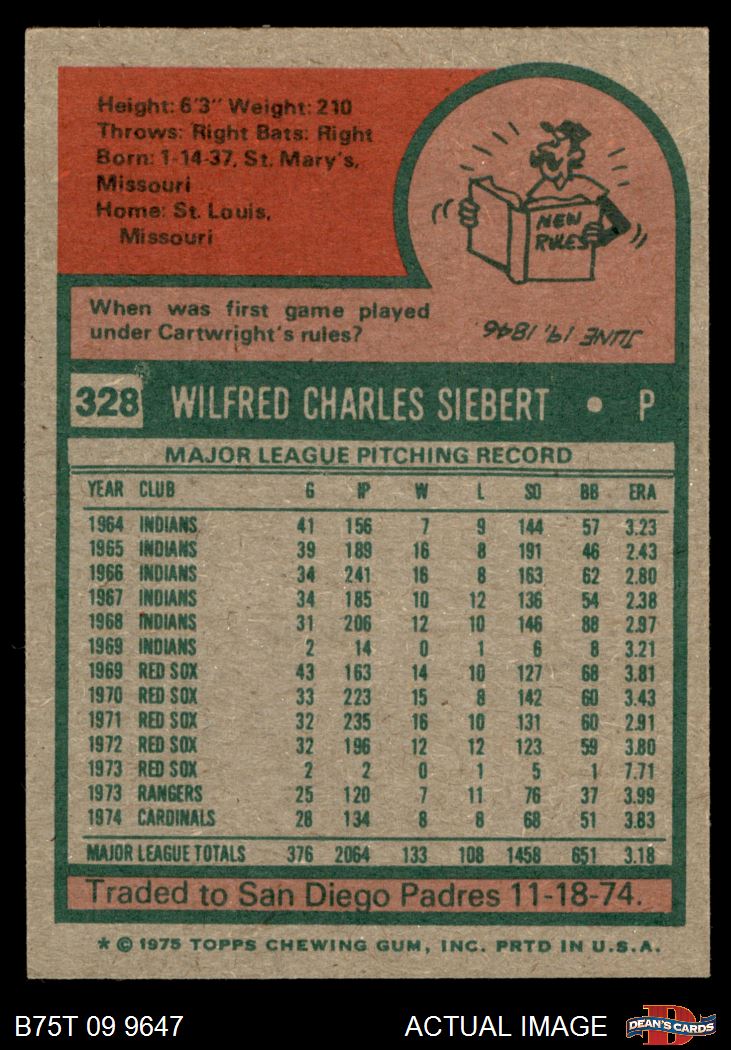 Height: 6'3" Weight: 210
Throws: Right Bats: Right
Born: 1-14-37, St. Mary's,
Missouri
Home: St. Louis,
Missouri
NEW
RULES
When was first game played
under Cartwright's rules?
JUNE 19, 1846
328 WILFRED CHARLES SIEBERT • P
MAJOR LEAGUE PITCHING RECORD
YEAR CLUB G IP W L SO BB ERA
1964 INDIANS 41 156 7 9 144 57 3.23
1965 INDIANS 39 189 16 8 191 46 2.43
1966 INDIANS 34 241 16 8 163 62 2.80
1967 INDIANS 34 185 10 12 136 54 2.38
1968 INDIANS 31 206 12 10 146 88 2.97
1969 INDIANS 2 14 0 1 6 8 3.21
1969 RED SOX 43 163 14 10 127 68 3.81
1970 RED SOX 33 223 15 8 142 60 3.43
1971 RED SOX 32 235 16 10 131 60 2.91
1972 RED SOX 32 196 12 12 123 59 3.80
1973 RED SOX 2 2 0 1 5 1 7.71
1973 RANGERS 25 120 7 11 76 37 3.99
1974 CARDINALS 28 134 8 8 68 51 3.83
MAJOR LEAGUE TOTALS 376 2064 133 108 1458 651 3.18
Traded to San Diego Padres 11-18-74.
* © 1975 TOPPS CHEWING GUM, INC. PRTD IN U.S.A.
B75T 09 9647 ACTUAL IMAGE D DEAN'S CARDS